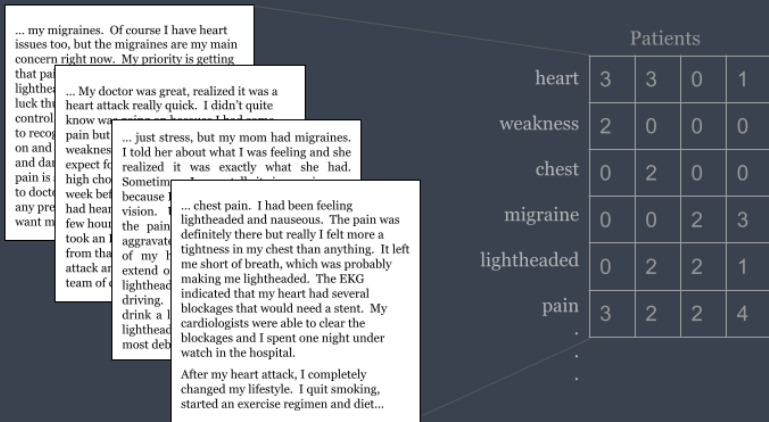 ... my migraines. Of course I have heart
issues too, but the migraines are my main
concern right now. My priority is getting
that pai
lighthea
luck thu
control
to recog
on and
and dar
pain is
to docto
any pre
want m
... My doctor was great, realized it was a
heart attack really quick. I didn't quite
know was going on because I had some
pain but
weaknes
expect fo
high cho
week bef
had hear
few hour
took an
from tha
attack an
team of
... just stress, but my mom had migraines.
I told her about what I was feeling and she
realized it was exactly what she had.
Sometim
because
vision.
the pain
aggravate
of my h
extend o
lighthead
driving.
drink a l
lighthead
most deb
... chest pain. I had been feeling
lightheaded and nauseous. The pain was
definitely there but really I felt more a
tightness in my chest than anything. It left
me short of breath, which was probably
making me lightheaded. The EKG
indicated that my heart had several
blockages that would need a stent. My
cardiologists were able to clear the
blockages and I spent one night under
watch in the hospital.
After my heart attack, I completely
changed my lifestyle. I quit smoking,
started an exercise regimen and diet...
Patients
heart 3 3 0 1
weakness 2 0 0 0
chest 0 2 0 0
migraine 0 0 2 3
lightheaded 0 2 2 1
pain 3 2 2 4
.
.
.